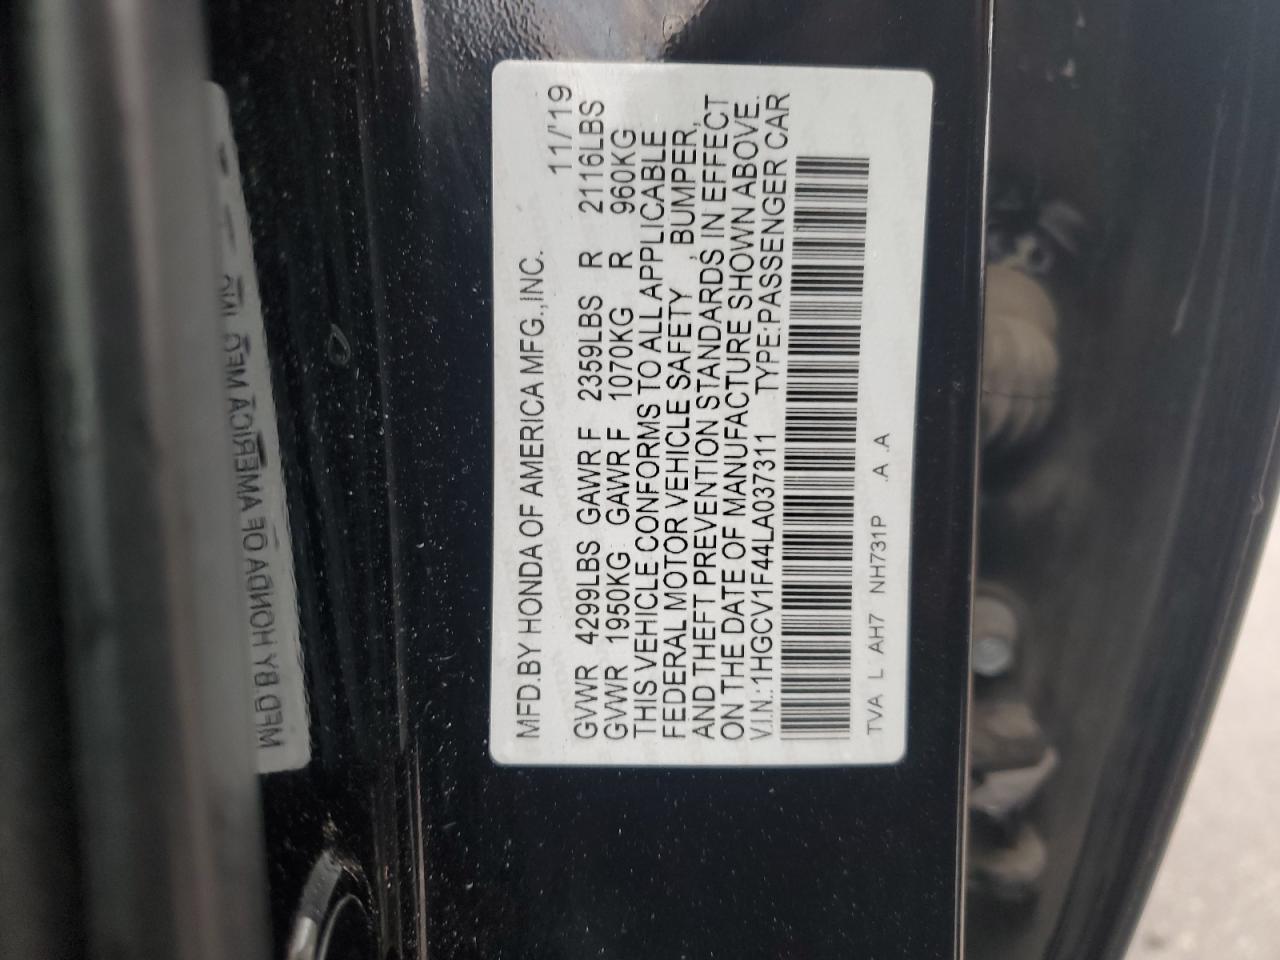 MFD.BY HONDA OF AMERICA MFG.,INC. 11/'19
GVWR 4299LBS GAWR F 2359LBS R 2116LBS
GVWR 1950KG GAWR F 1070KG R 960KG
THIS VEHICLE CONFORMS TO ALL APPLICABLE
FEDERAL MOTOR VEHICLE SAFETY , BUMPER,
AND THEFT PREVENTION STANDARDS IN EFFECT
ON THE DATE OF MANUFACTURE SHOWN ABOVE.
V.I.N.:1HGCV1F44LA037311 TYPE:PASSENGER CAR
TVA L AH7 NH731P .A .A
MFD.BY HONDA OF AMERICA MFG.,INC.